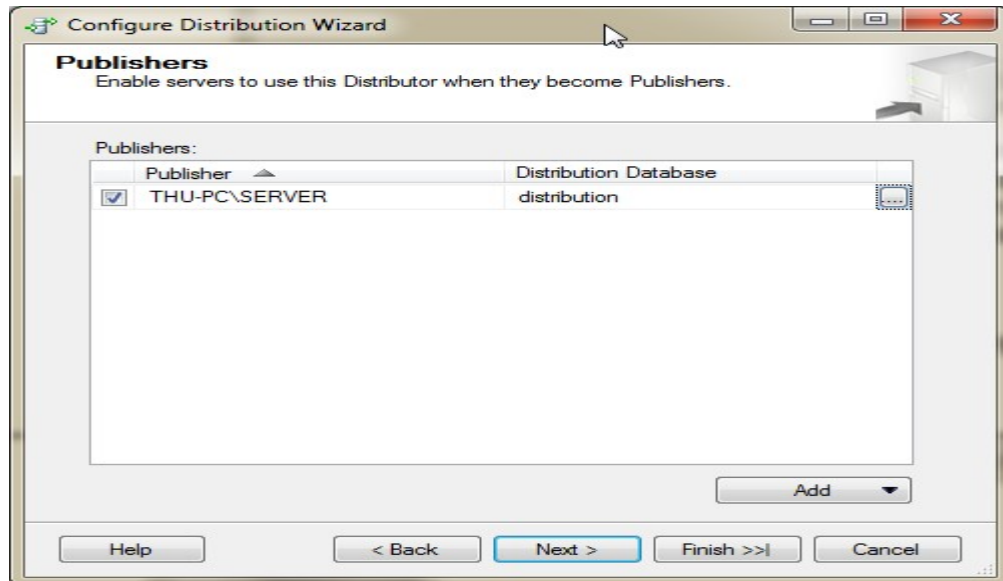 Configure Distribution Wizard
Publishers
Enable servers to use this Distributor when they become Publishers.
Publishers:
Publisher Distribution Database
THU-PC\SERVER distribution ...
Add
Help < Back Next > Finish >>| Cancel